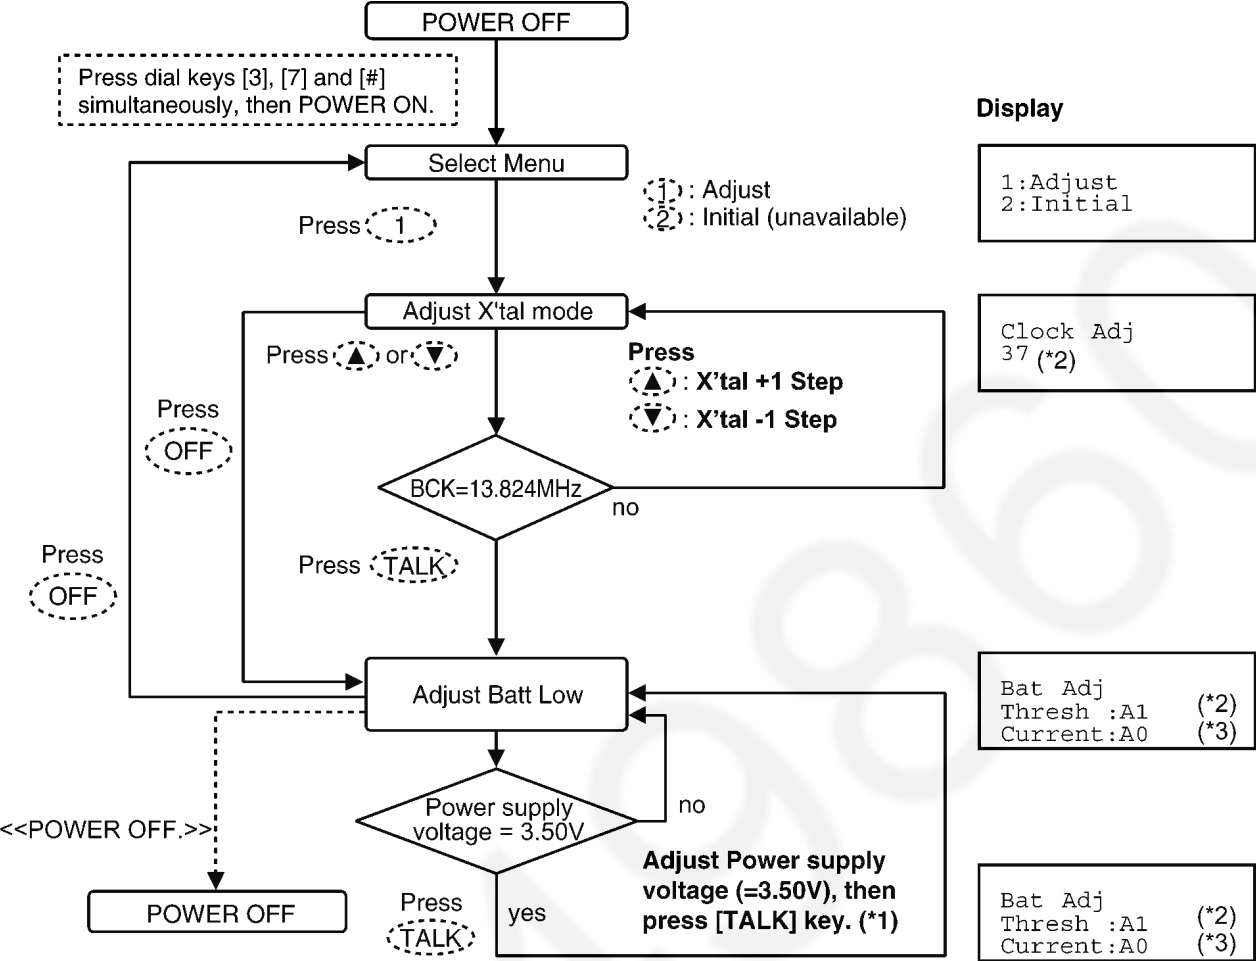 POWER OFF
Press dial keys [3], [7] and [#]
simultaneously, then POWER ON.
Display
Select Menu
1 : Adjust
2 : Initial (unavailable)
1:Adjust
2:Initial
Press 1
Adjust X'tal mode
Clock Adj
37 (*2)
Press ▲ or ▼
Press
▲ : X'tal +1 Step
▼ : X'tal -1 Step
Press
OFF
BCK=13.824MHz
no
Press
OFF
Press TALK
Adjust Batt Low
Bat Adj
Thresh :A1 (*2)
Current:A0 (*3)
Power supply
voltage = 3.50V
no
<<POWER OFF.>>
Adjust Power supply
voltage (=3.50V), then
press [TALK] key. (*1)
POWER OFF
Press
TALK
yes
Bat Adj
Thresh :A1 (*2)
Current:A0 (*3)